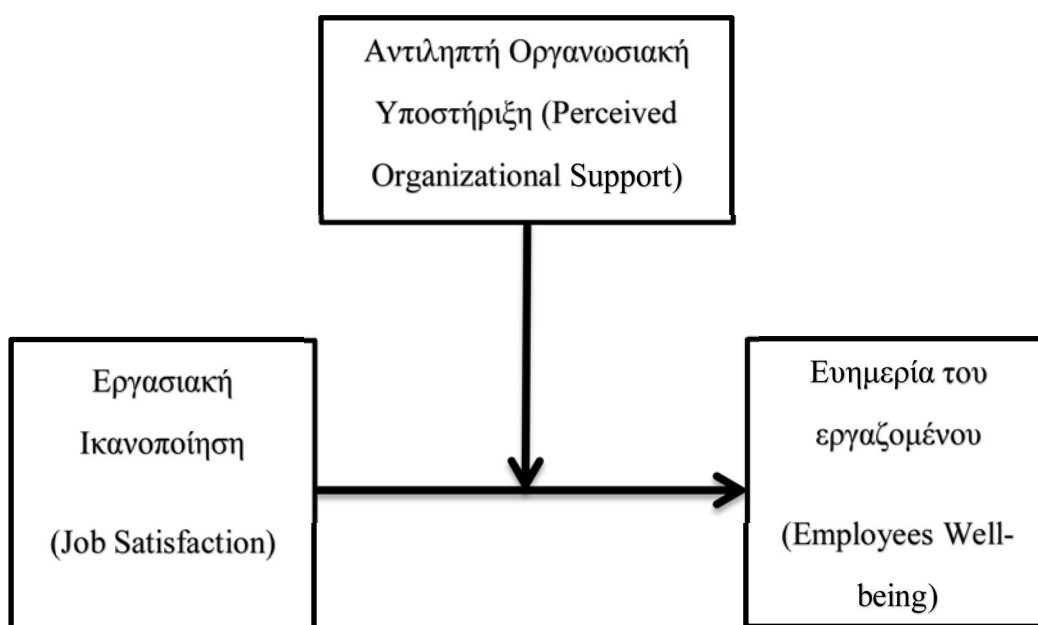 Αντιληπτή Οργανωσιακή
Υποστήριξη (Perceived
Organizational Support)
Εργασιακή
Ικανοποίηση
(Job Satisfaction)
Ευημερία του
εργαζομένου
(Employees Well-
being)